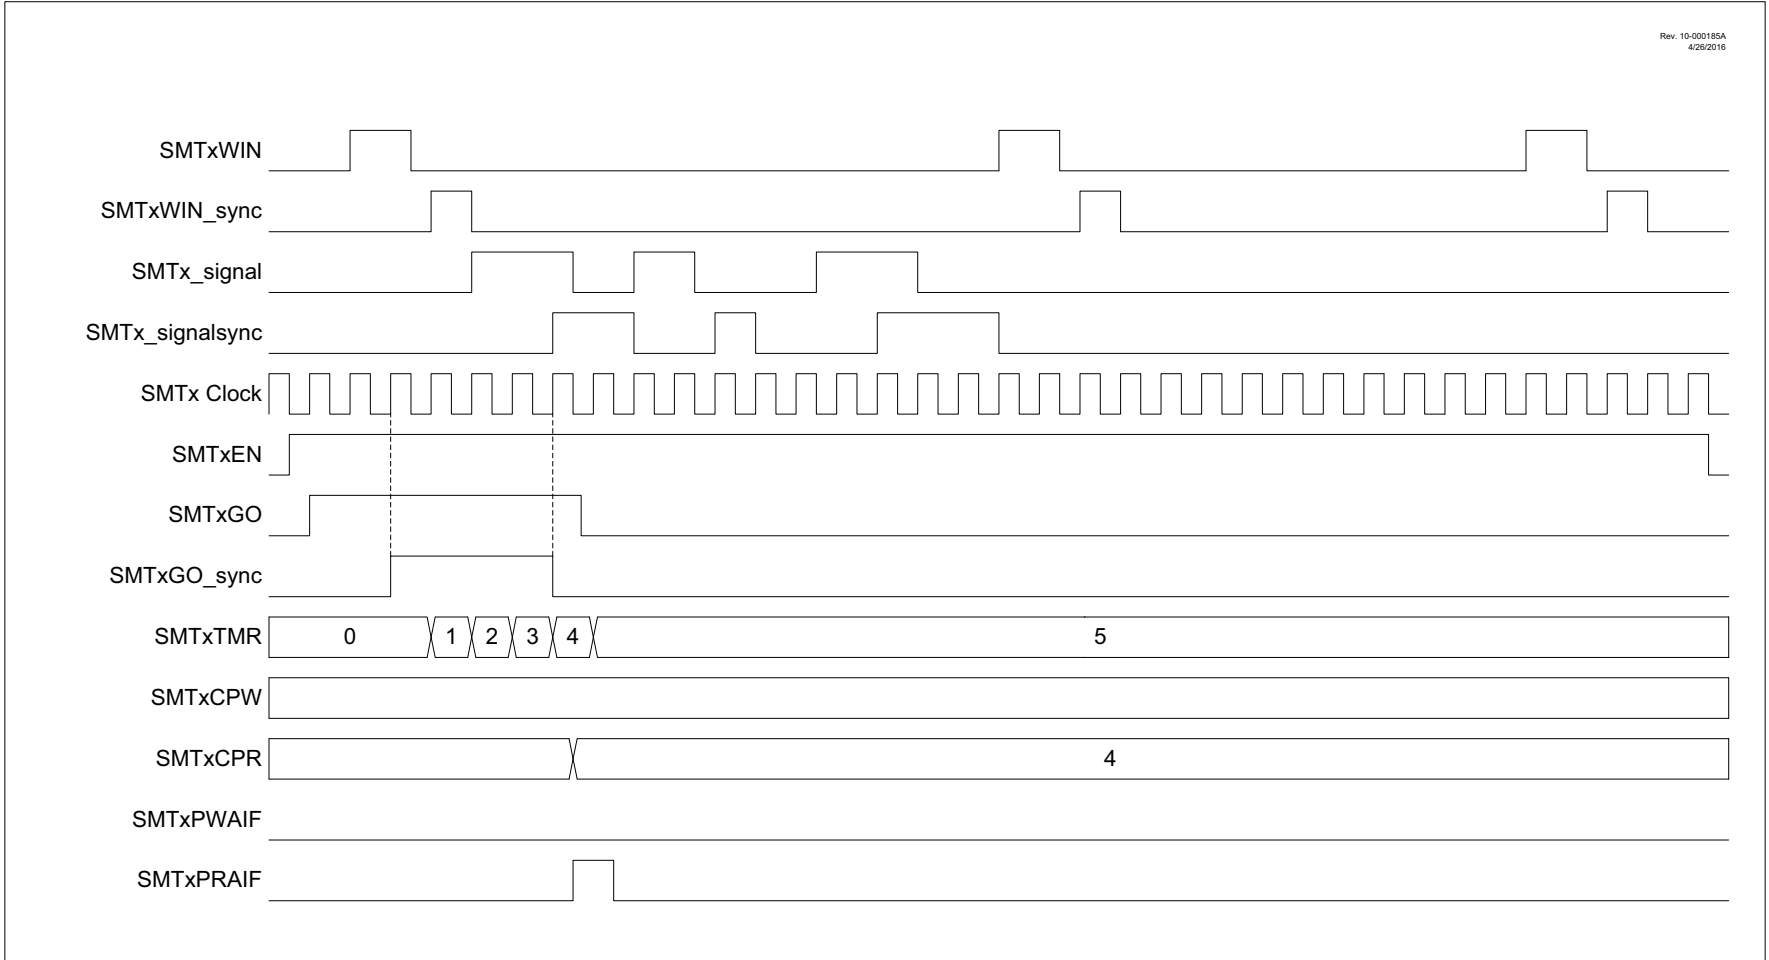 Rev. 10-000185A
4/26/2016
SMTxWIN
SMTxWIN_sync
SMTx_signal
SMTx_signalsync
SMTx Clock
SMTxEN
SMTxGO
SMTxGO_sync
SMTxTMR 0 1 2 3 4 5
SMTxCPW
SMTxCPR 4
SMTxPWAIF
SMTxPRAIF